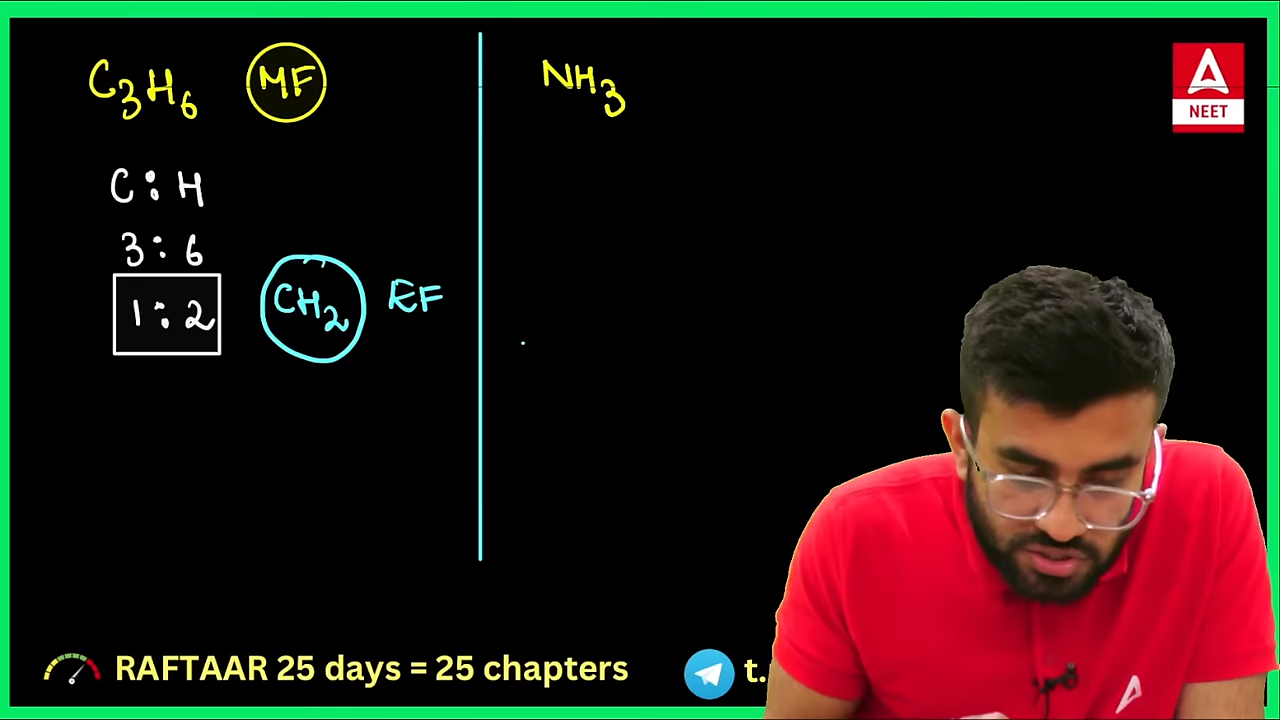 C₃H₆ MF
C : H
3 : 6
1 : 2 CH₂ EF
NH₃
NEET
RAFTAAR 25 days = 25 chapters
t.